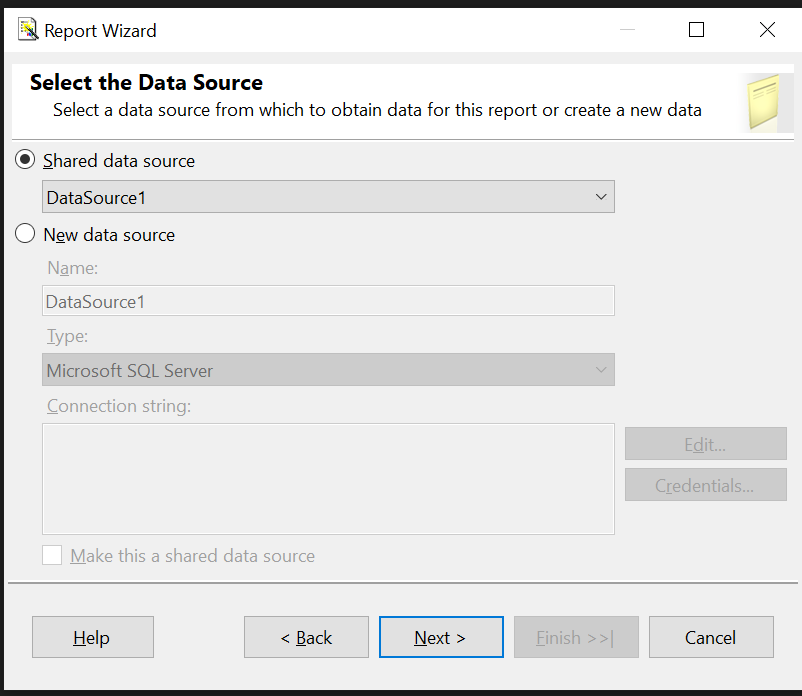 Report Wizard
Select the Data Source
Select a data source from which to obtain data for this report or create a new data
Shared data source
DataSource1
New data source
Name:
DataSource1
Type:
Microsoft SQL Server
Connection string:
Edit...
Credentials...
Make this a shared data source
Help
< Back
Next >
Finish >>|
Cancel